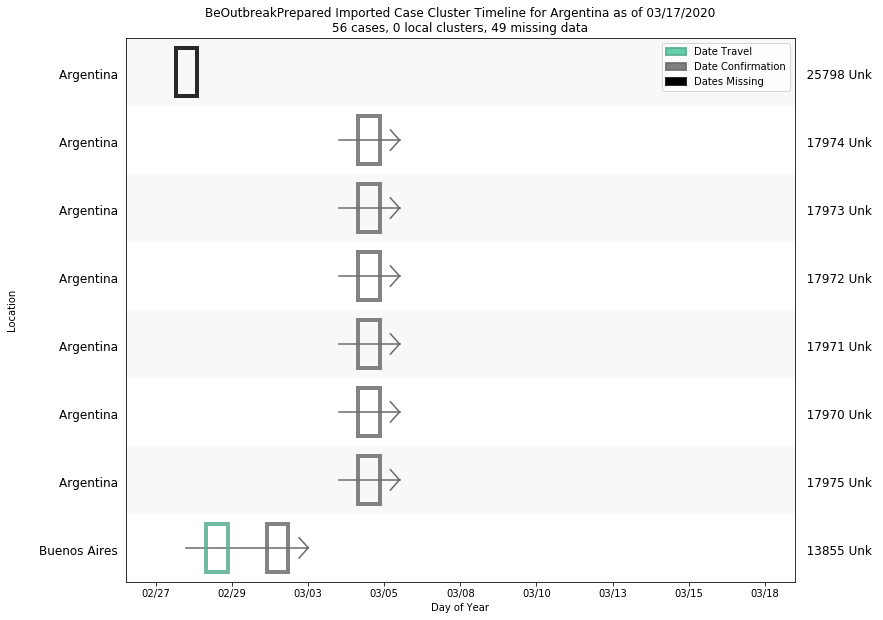 BeOutbreakPrepared Imported Case Cluster Timeline for Argentina as of 03/17/2020
56 cases, 0 local clusters, 49 missing data
Date Travel
Date Confirmation
Dates Missing
Argentina 25798 Unk
Argentina 17974 Unk
Argentina 17973 Unk
Argentina 17972 Unk
Argentina 17971 Unk
Argentina 17970 Unk
Argentina 17975 Unk
Buenos Aires 13855 Unk
Location
02/27 02/29 03/03 03/05 03/08 03/10 03/13 03/15 03/18
Day of Year